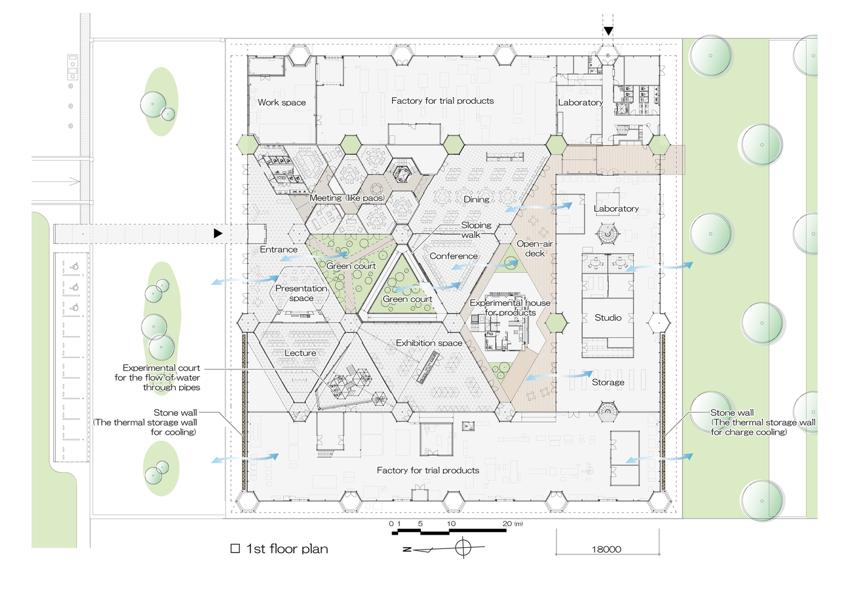 Work space
Factory for trial products
Laboratory
Meeting (like paos)
Dining
Laboratory
Sloping
walk
Entrance
Conference
Open-air
deck
Green court
Presentation
space
Green court
Experimental house
for products
Studio
Exhibition space
Lecture
Experimental court
for the flow of water
through pipes
Storage
Stone wall
(The thermal storage wall
for cooling)
Stone wall
(The thermal storage wall
for charge cooling)
Factory for trial products
0 1 5 10 20 (m)
N
1st floor plan
18000